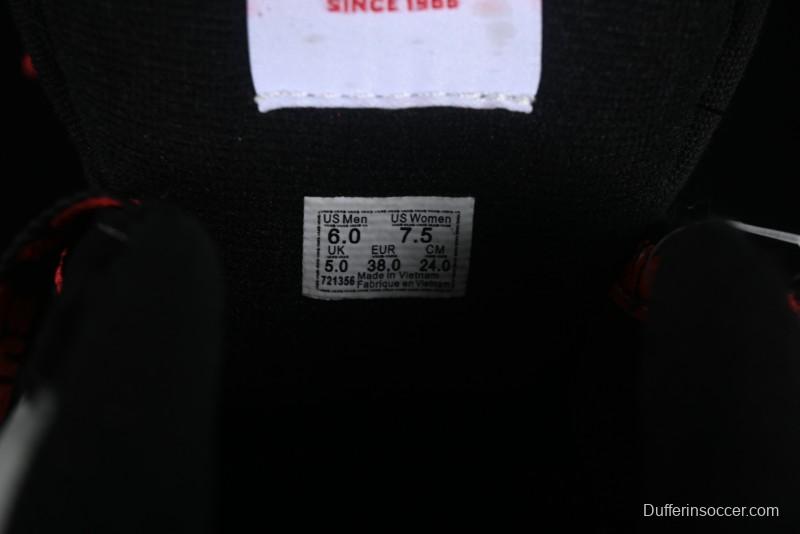 SINCE 1966
US Men US Women
6.0 7.5
UK EUR CM
5.0 38.0 24.0
721356 Made in Vietnam
Fabrique en Vietnam
Dufferinsoccer.com